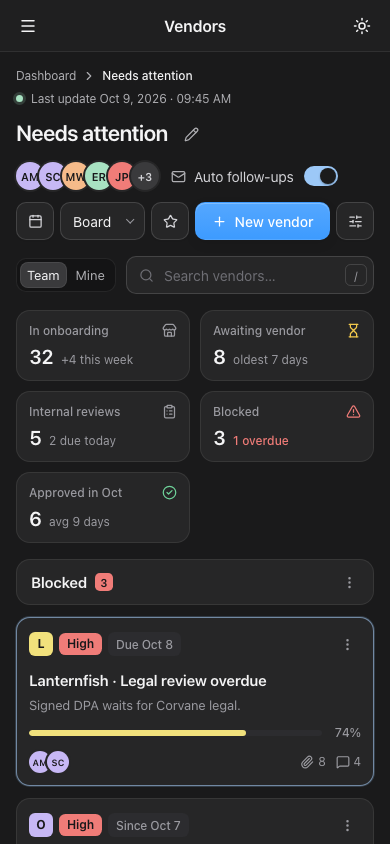 Vendors
Dashboard > Needs attention
Last update Oct 9, 2026 · 09:45 AM
Needs attention
AM SC MW ER JP +3 Auto follow-ups
Board New vendor
Team Mine Search vendors... /
In onboarding
32 +4 this week
Awaiting vendor
8 oldest 7 days
Internal reviews
5 2 due today
Blocked
3 1 overdue
Approved in Oct
6 avg 9 days
Blocked 3
L High Due Oct 8
Lanternfish · Legal review overdue
Signed DPA waits for Corvane legal.
74%
AM SC 8 4
O High Since Oct 7